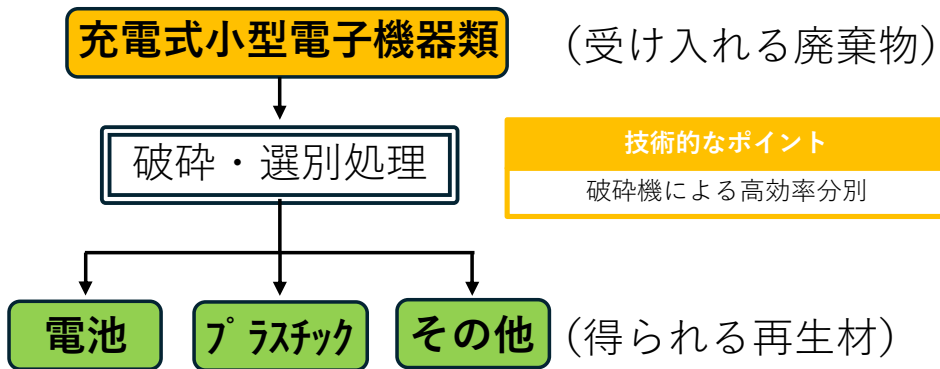 充電式小型電子機器類
（受け入れる廃棄物）
破砕・選別処理
技術的なポイント
破砕機による高効率分別
電池
ﾌﾟﾗｽﾁｯｸ
その他
（得られる再生材）